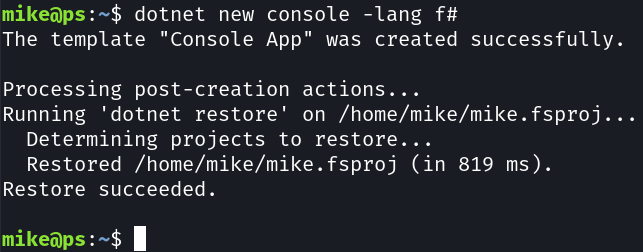 mike@ps:~$ dotnet new console -lang f#
The template "Console App" was created successfully.

Processing post-creation actions...
Running 'dotnet restore' on /home/mike/mike.fsproj...
  Determining projects to restore...
  Restored /home/mike/mike.fsproj (in 819 ms).
Restore succeeded.

mike@ps:~$